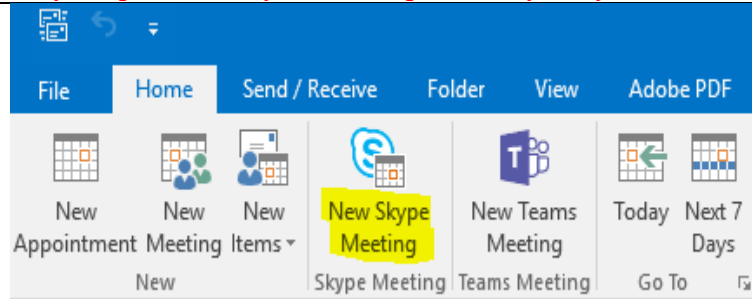 File Home Send / Receive Folder View Adobe PDF
New New New New Skype New Teams Today Next 7
Appointment Meeting Items Meeting Meeting Days
New Skype Meeting Teams Meeting Go To